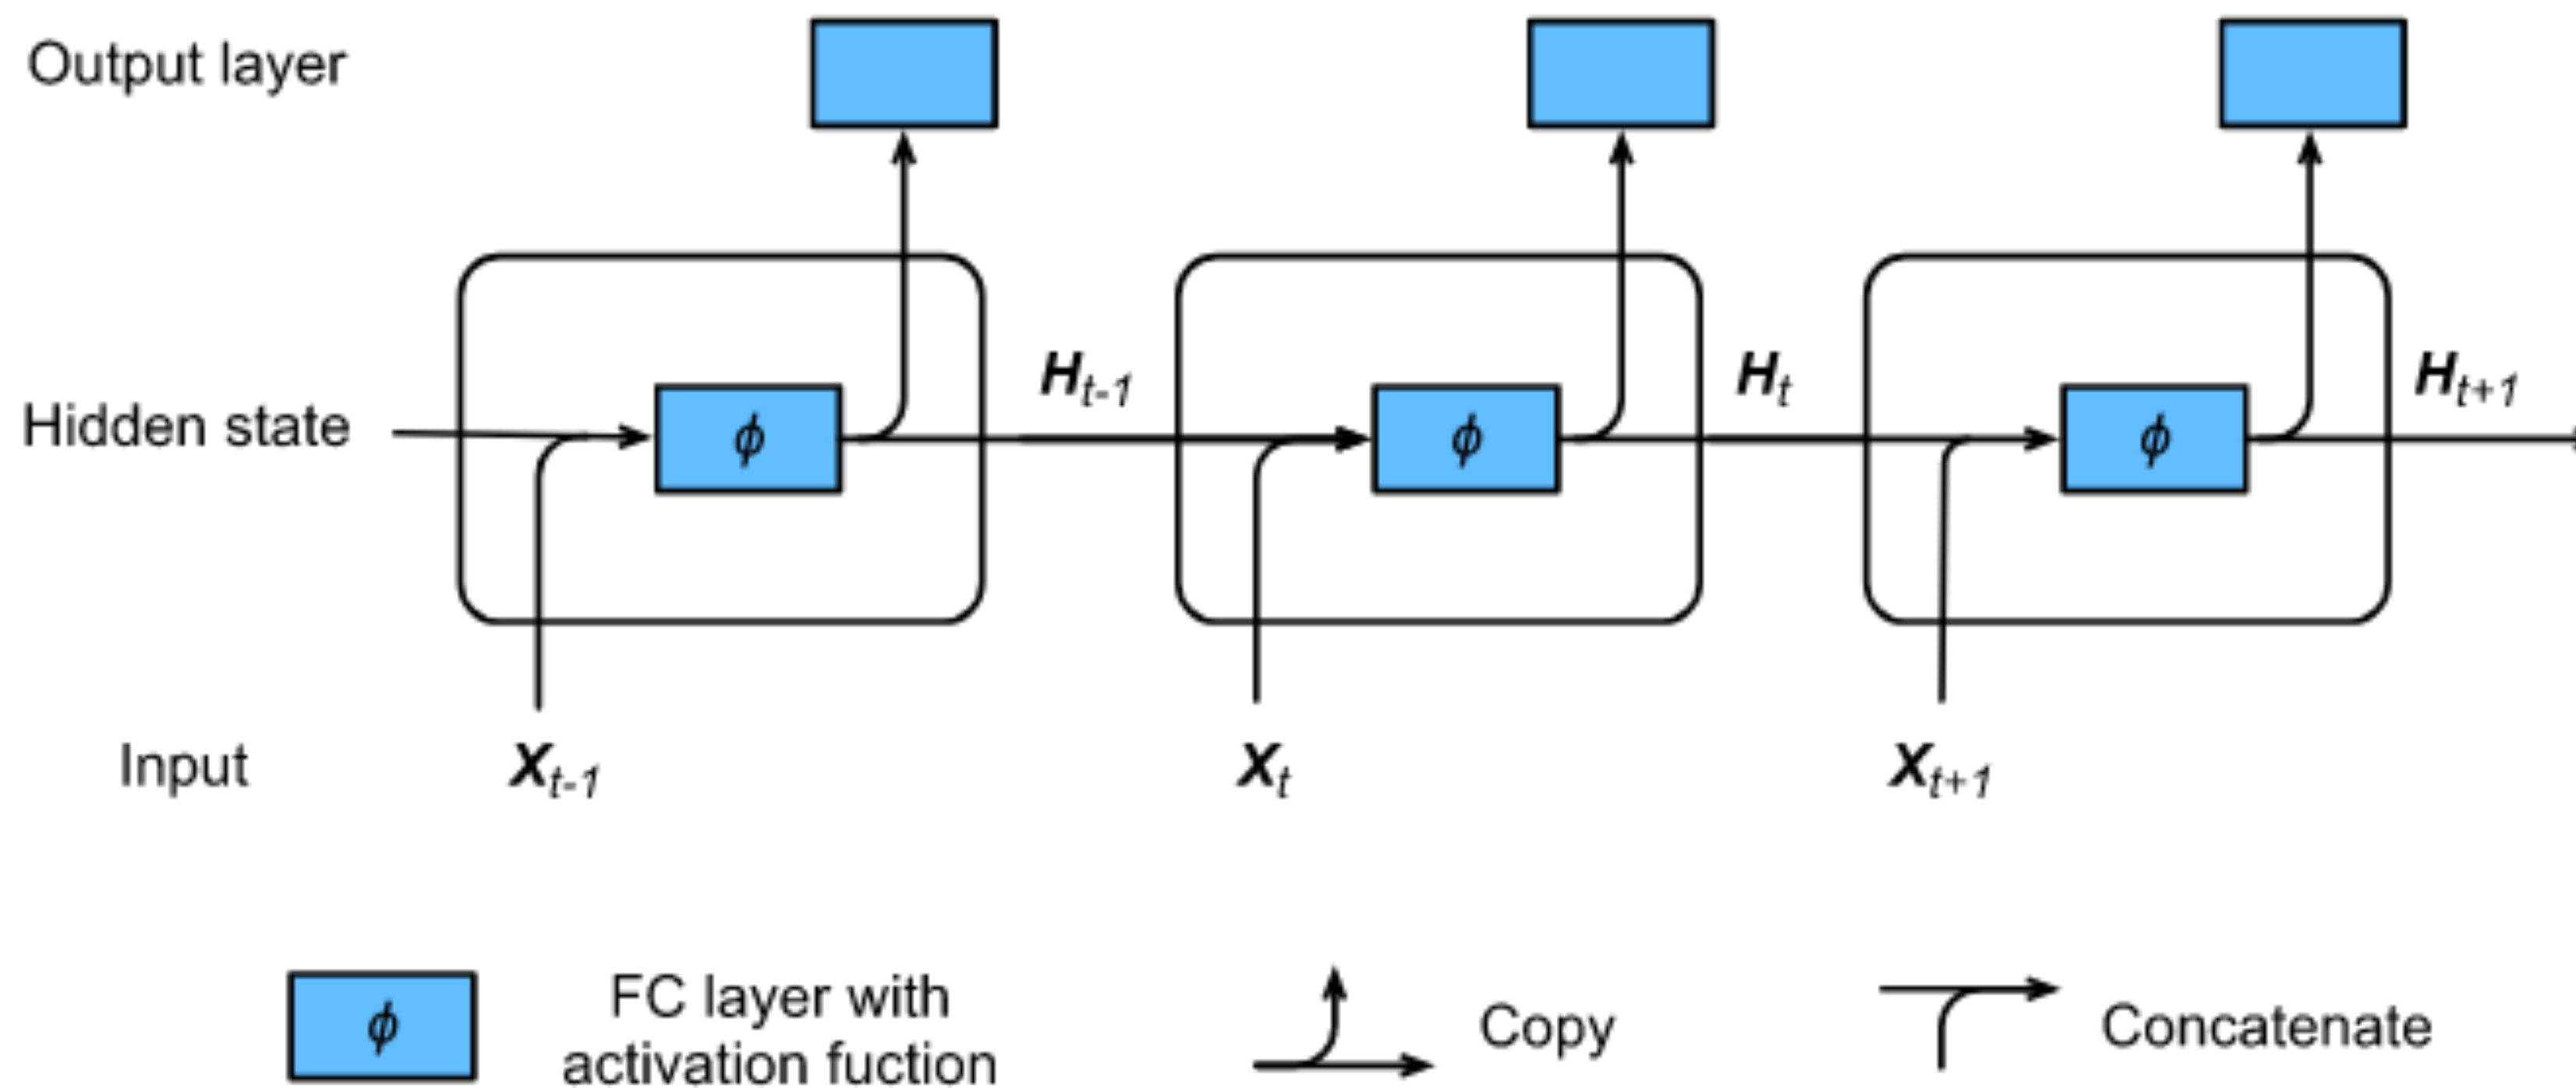 Output layer
H_{t-1}
H_t
H_{t+1}
Hidden state
ϕ
ϕ
ϕ
Input
X_{t-1}
X_t
X_{t+1}
ϕ
FC layer with
activation fuction
Copy
Concatenate